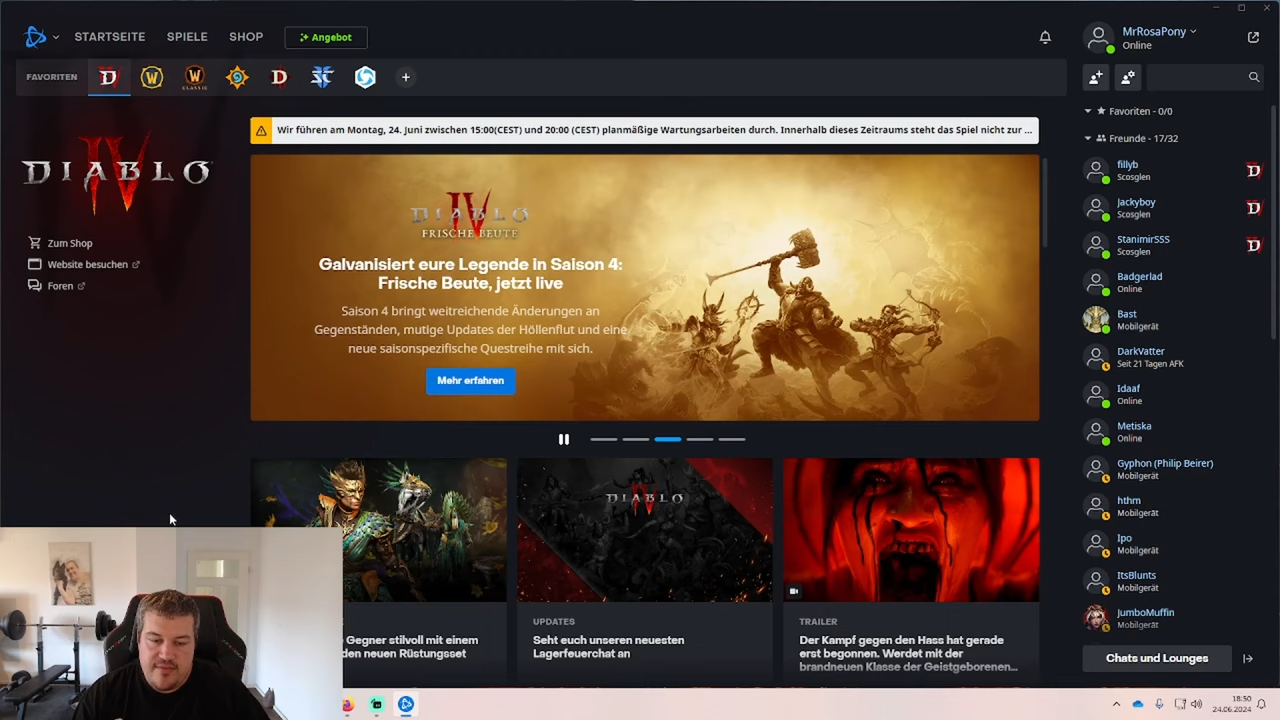 STARTSEITE
SPIELE
SHOP
Angebot
MrRosaPony
Online
FAVORITEN
CLASSIC
Wir führen am Montag, 24. Juni zwischen 15:00(CEST) und 20:00 (CEST) planmäßige Wartungsarbeiten durch. Innerhalb dieses Zeitraums steht das Spiel nicht zur ...
DIABLO IV
Zum Shop
Website besuchen
Foren
DIABLO IV
FRISCHE BEUTE
Galvanisiert eure Legende in Saison 4:
Frische Beute, jetzt live
Saison 4 bringt weitreichende Änderungen an
Gegenständen, mutige Updates der Höllenflut und eine
neue saisonspezifische Questreihe mit sich.
Mehr erfahren
DIABLO IV
Gegner stilvoll mit einem
den neuen Rüstungsset
UPDATES
Seht euch unseren neuesten
Lagerfeuerchat an
TRAILER
Der Kampf gegen den Hass hat gerade
erst begonnen. Werdet mit der
brandneuen Klasse der Geistgeborenen...
Favoriten - 0/0
Freunde - 17/32
fillyb
Scosglen
Jackyboy
Scosglen
StanimirSSS
Scosglen
Badgerlad
Online
Bast
Mobilgerät
DarkVatter
Seit 21 Tagen AFK
Idaaf
Online
Metiska
Online
Gyphon (Philip Beirer)
Mobilgerät
hthm
Mobilgerät
Ipo
Mobilgerät
ItsBlunts
Mobilgerät
JumboMuffin
Mobilgerät
Chats und Lounges
18:50
24.06.2024